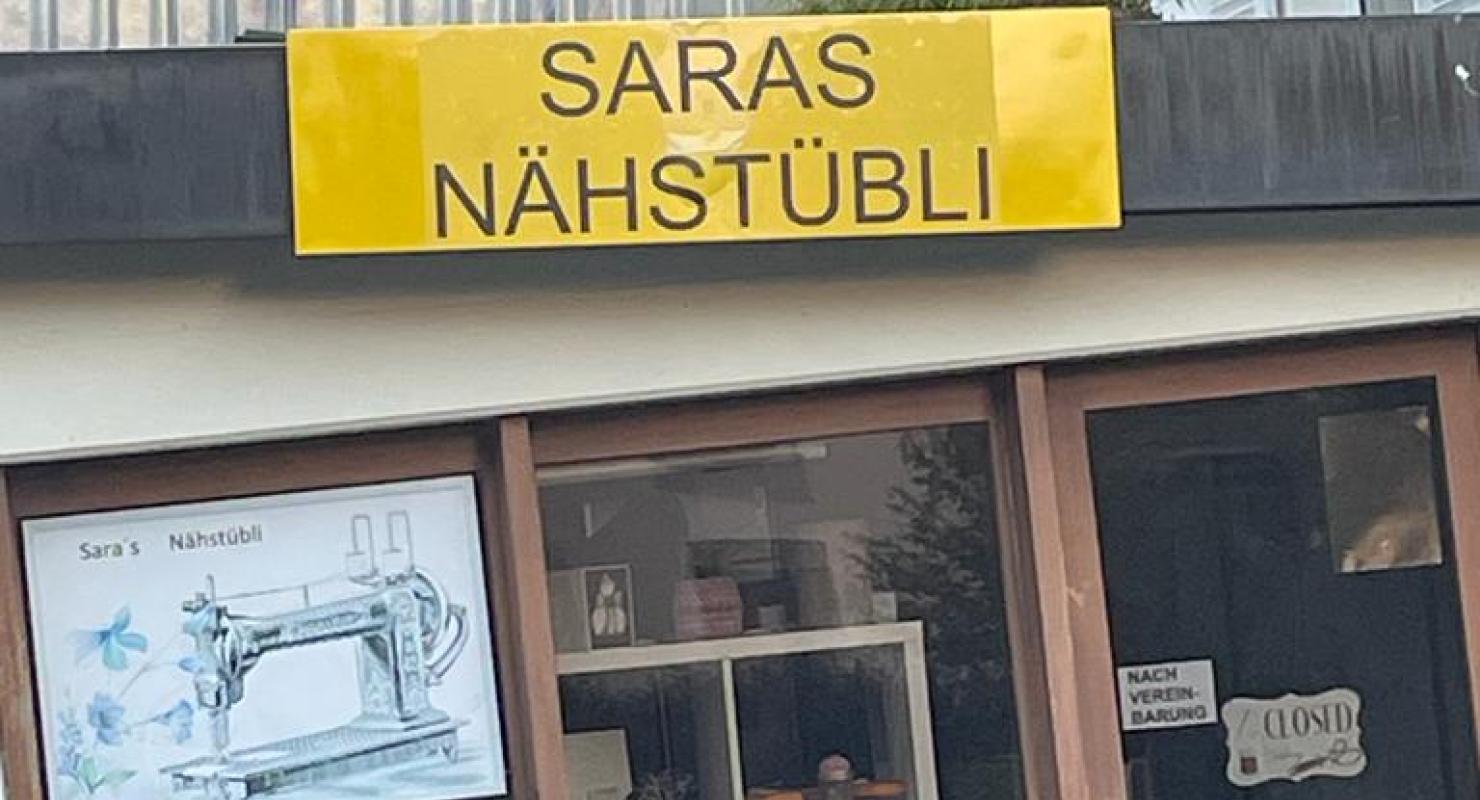 SARAS
NÄHSTÜBLI
Sara´s Nähstübli
NACH
VEREIN-
BARUNG
CLOSED